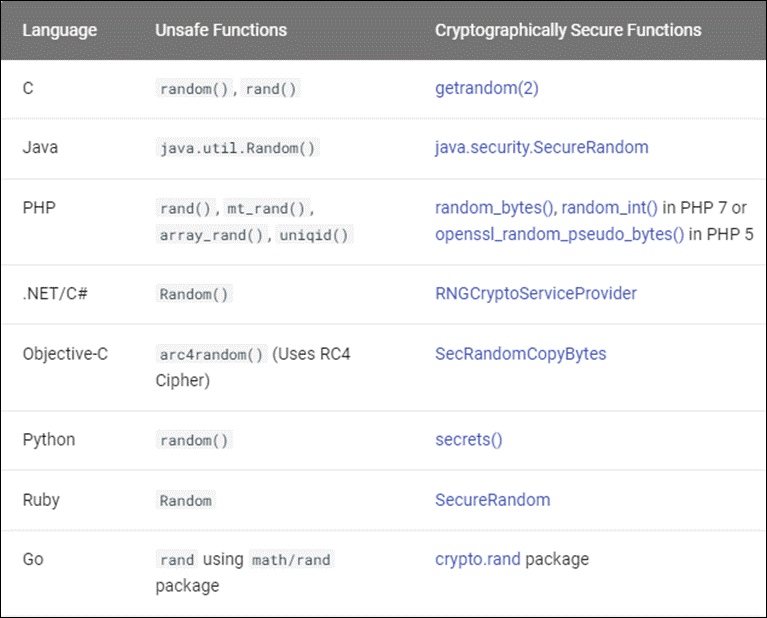 Language Unsafe Functions Cryptographically Secure Functions
C random(), rand() getrandom(2)
Java java.util.Random() java.security.SecureRandom
PHP rand(), mt_rand(), random_bytes(), random_int() in PHP 7 or
array_rand(), uniqid() openssl_random_pseudo_bytes() in PHP 5
.NET/C# Random() RNGCryptoServiceProvider
Objective-C arc4random() (Uses RC4 SecRandomCopyBytes
Cipher)
Python random() secrets()
Ruby Random SecureRandom
Go rand using math/rand crypto.rand package
package